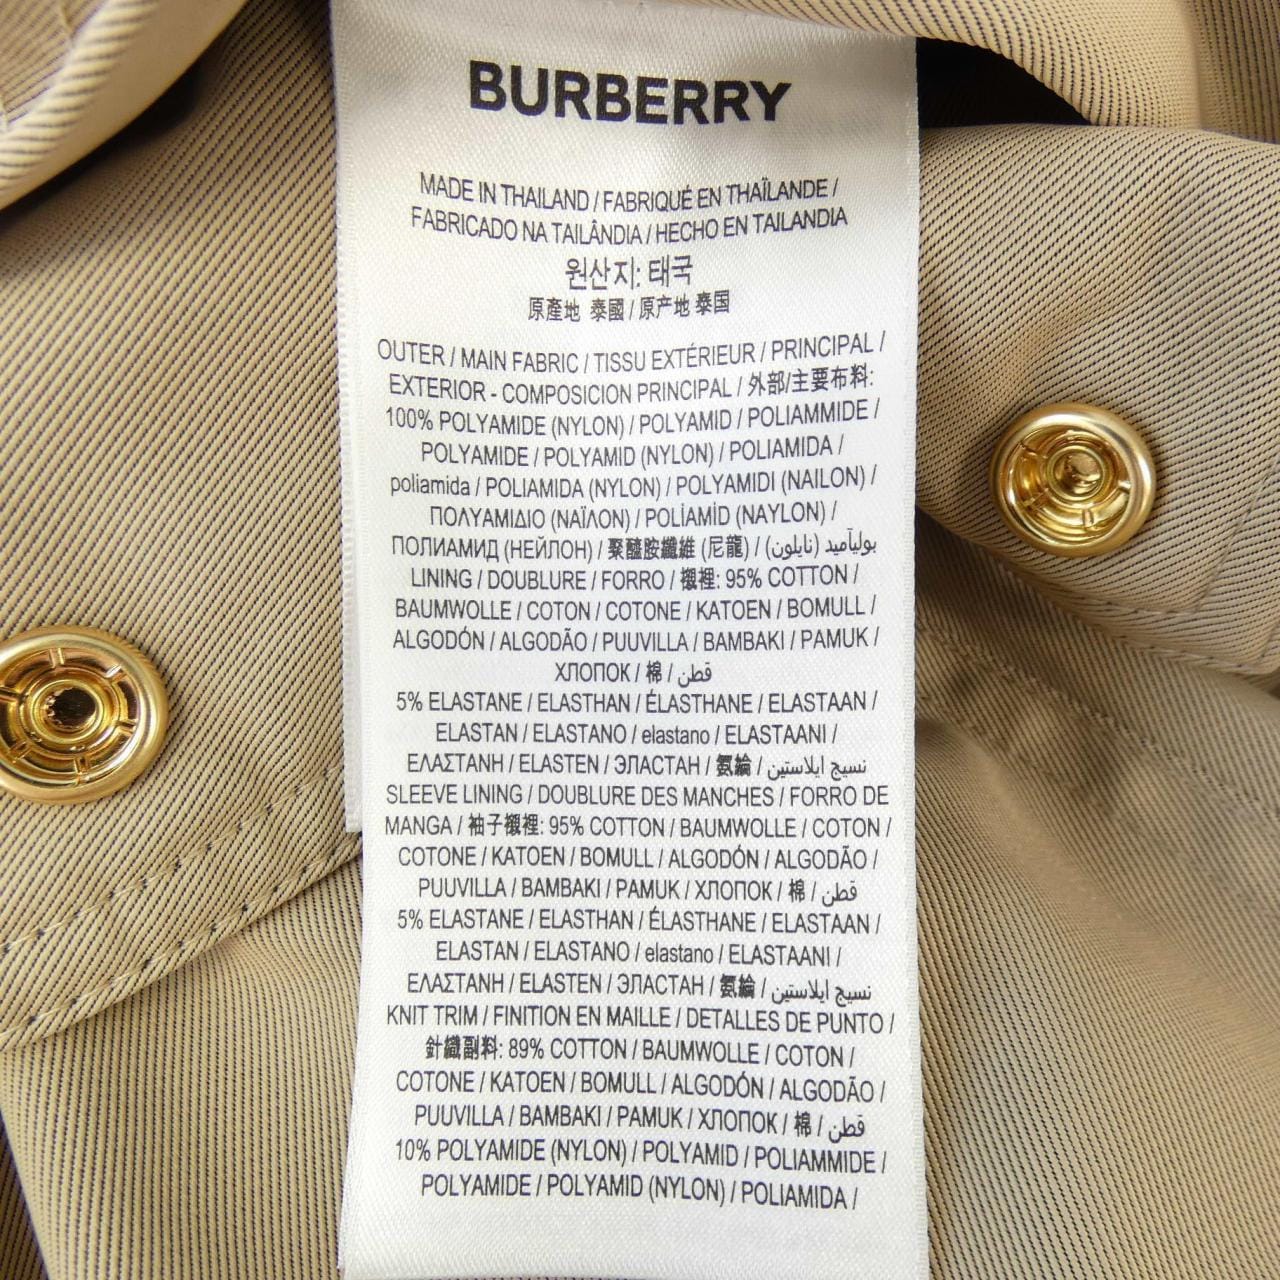 BURBERRY
MADE IN THAILAND / FABRIQUÉ EN THAÏLANDE /
FABRICADO NA TAILÂNDIA / HECHO EN TAILANDIA
원산지: 태국
原產地 泰國 / 原产地 泰国
OUTER / MAIN FABRIC / TISSU EXTÉRIEUR / PRINCIPAL /
EXTERIOR - COMPOSICION PRINCIPAL / 外部/主要布料:
100% POLYAMIDE (NYLON) / POLYAMID / POLIAMMIDE /
POLYAMIDE / POLYAMID (NYLON) / POLIAMIDA /
poliamida / POLIAMIDA (NYLON) / POLYAMIDI (NAILON) /
ΠΟΛΥΑΜΙΔΙΟ (ΝΑΪΛΟΝ) / POLİAMİD (NAYLON) /
ПОЛИАМИД (НЕЙЛОН) / 聚醯胺纖維 (尼龍) / بوليآميد (نايلون)
LINING / DOUBLURE / FORRO / 襯裡: 95% COTTON /
BAUMWOLLE / COTON / COTONE / KATOEN / BOMULL /
ALGODÓN / ALGODÃO / PUUVILLA / ΒΑΜΒΑΚΙ / PAMUK /
ХЛОПОК / 棉 / قطن
5% ELASTANE / ELASTHAN / ÉLASTHANE / ELASTAAN /
ELASTAN / ELASTANO / elastano / ELASTAANI /
ΕΛΑΣΤΑΝΗ / ELASTEN / ЭЛАСТАН / 氨綸 / نسيج ايلاستين
SLEEVE LINING / DOUBLURE DES MANCHES / FORRO DE
MANGA / 袖子襯裡: 95% COTTON / BAUMWOLLE / COTON /
COTONE / KATOEN / BOMULL / ALGODÓN / ALGODÃO /
PUUVILLA / ΒΑΜΒΑΚΙ / PAMUK / ХЛОПОК / 棉 / قطن
5% ELASTANE / ELASTHAN / ÉLASTHANE / ELASTAAN /
ELASTAN / ELASTANO / elastano / ELASTAANI /
ΕΛΑΣΤΑΝΗ / ELASTEN / ЭЛАСТАН / 氨綸 / نسيج ايلاستين
KNIT TRIM / FINITION EN MAILLE / DETALLES DE PUNTO /
針織副料: 89% COTTON / BAUMWOLLE / COTON /
COTONE / KATOEN / BOMULL / ALGODÓN / ALGODÃO /
PUUVILLA / ΒΑΜΒΑΚΙ / PAMUK / ХЛОПОК / 棉 / قطن
10% POLYAMIDE (NYLON) / POLYAMID / POLIAMMIDE /
POLYAMIDE / POLYAMID (NYLON) / POLIAMIDA /